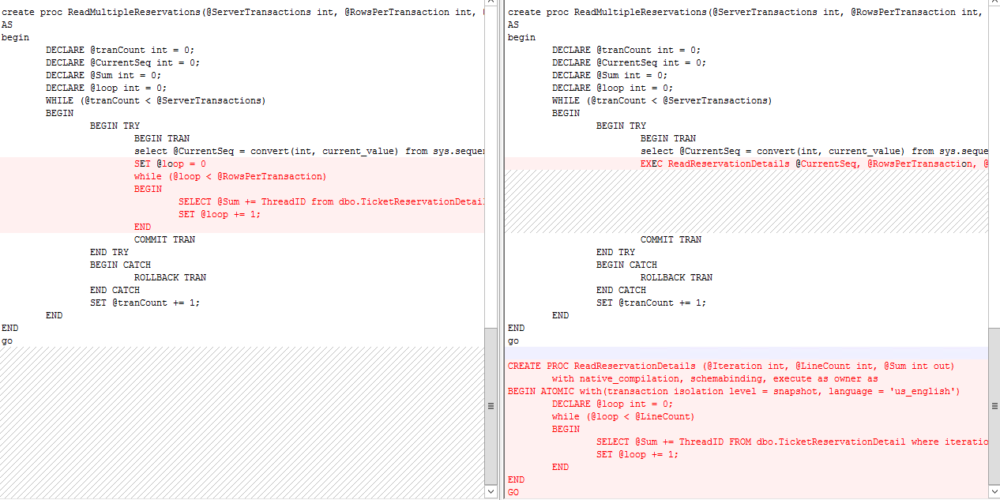 create proc ReadMultipleReservations(@ServerTransactions int, @RowsPerTransaction int,
AS
begin
DECLARE @tranCount int = 0;
DECLARE @CurrentSeq int = 0;
DECLARE @Sum int = 0;
DECLARE @loop int = 0;
WHILE (@tranCount < @ServerTransactions)
BEGIN
BEGIN TRY
BEGIN TRAN
select @CurrentSeq = convert(int, current_value) from sys.sequen
SET @loop = 0
while (@loop < @RowsPerTransaction)
BEGIN
SELECT @Sum += ThreadID from dbo.TicketReservationDetail
SET @loop += 1;
END
COMMIT TRAN
END TRY
BEGIN CATCH
ROLLBACK TRAN
END CATCH
SET @tranCount += 1;
END
END
go
create proc ReadMultipleReservations(@ServerTransactions int, @RowsPerTransaction int,
AS
begin
DECLARE @tranCount int = 0;
DECLARE @CurrentSeq int = 0;
DECLARE @Sum int = 0;
DECLARE @loop int = 0;
WHILE (@tranCount < @ServerTransactions)
BEGIN
BEGIN TRY
BEGIN TRAN
select @CurrentSeq = convert(int, current_value) from sys.seque
EXEC ReadReservationDetails @CurrentSeq, @RowsPerTransaction, @
COMMIT TRAN
END TRY
BEGIN CATCH
ROLLBACK TRAN
END CATCH
SET @tranCount += 1;
END
END
go
CREATE PROC ReadReservationDetails (@Iteration int, @LineCount int, @Sum int out)
with native_compilation, schemabinding, execute as owner as
BEGIN ATOMIC with(transaction isolation level = snapshot, language = 'us_english')
DECLARE @loop int = 0;
while (@loop < @LineCount)
BEGIN
SELECT @Sum += ThreadID FROM dbo.TicketReservationDetail where iteratio
SET @loop += 1;
END
END
GO